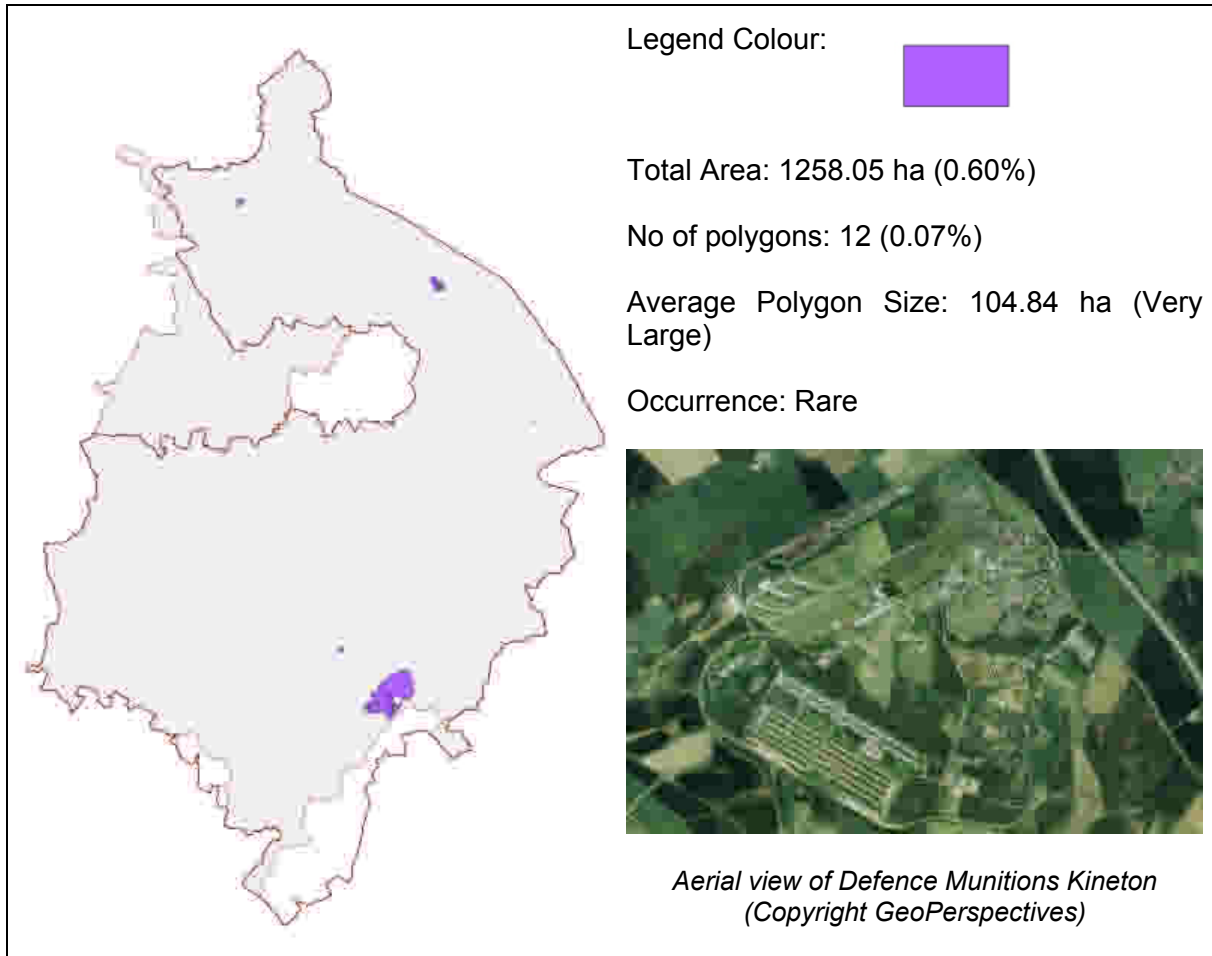 Legend Colour:
Total Area: 1258.05 ha (0.60%)
No of polygons: 12 (0.07%)
Average Polygon Size: 104.84 ha (Very
Large)
Occurrence: Rare
Aerial view of Defence Munitions Kineton
(Copyright GeoPerspectives)